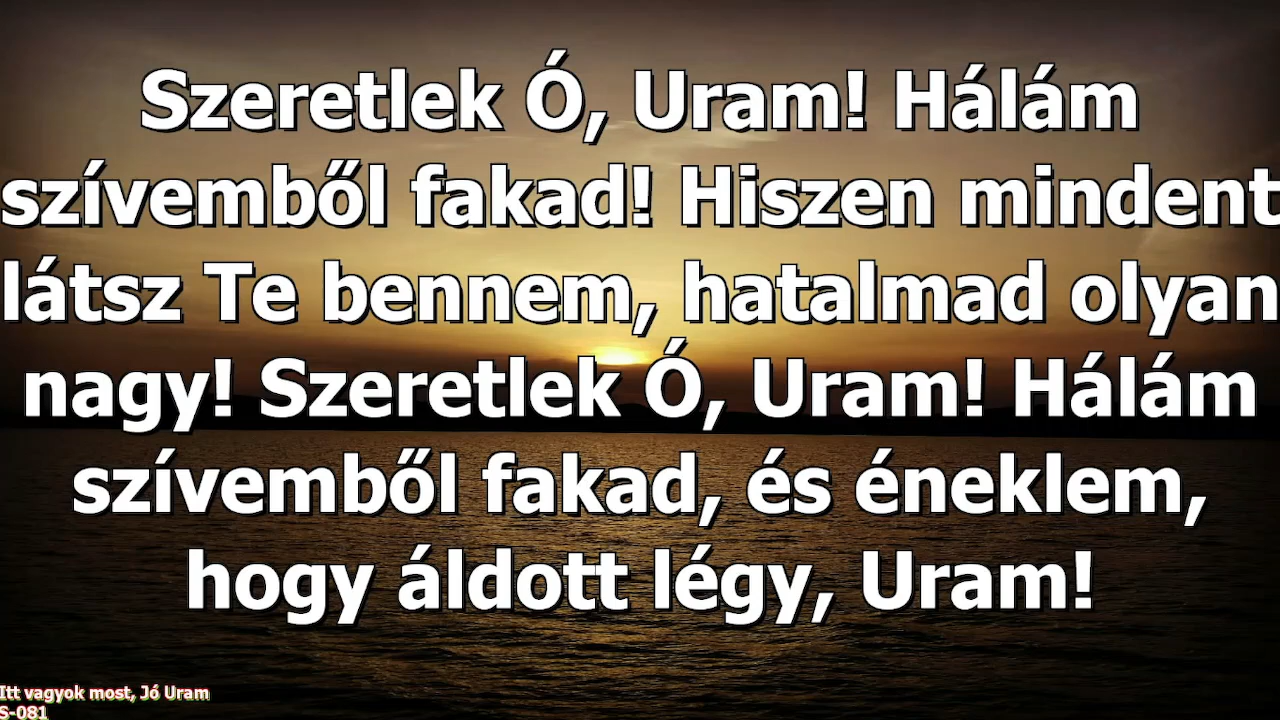 Szeretlek Ó, Uram! Hálám
szívemből fakad! Hiszen mindent
látsz Te bennem, hatalmad olyan
nagy! Szeretlek Ó, Uram! Hálám
szívemből fakad, és éneklem,
hogy áldott légy, Uram!
Itt vagyok most, Jó Uram
S-081